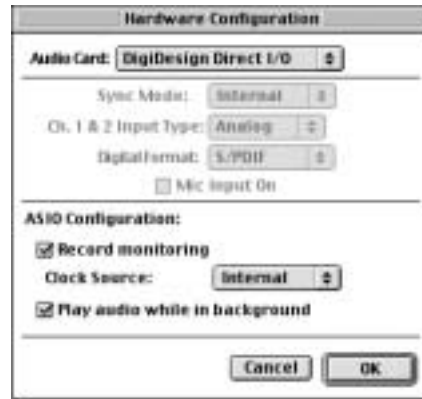 Hardware Configuration
Audio Card: DigiDesign Direct I/O
Sync Mode: Internal
Ch. 1 & 2 Input Type: Analog
Digital Format: S/PDIF
Mic Input On
ASIO Configuration:
Record monitoring
Clock Source: Internal
Play audio while in background
Cancel OK